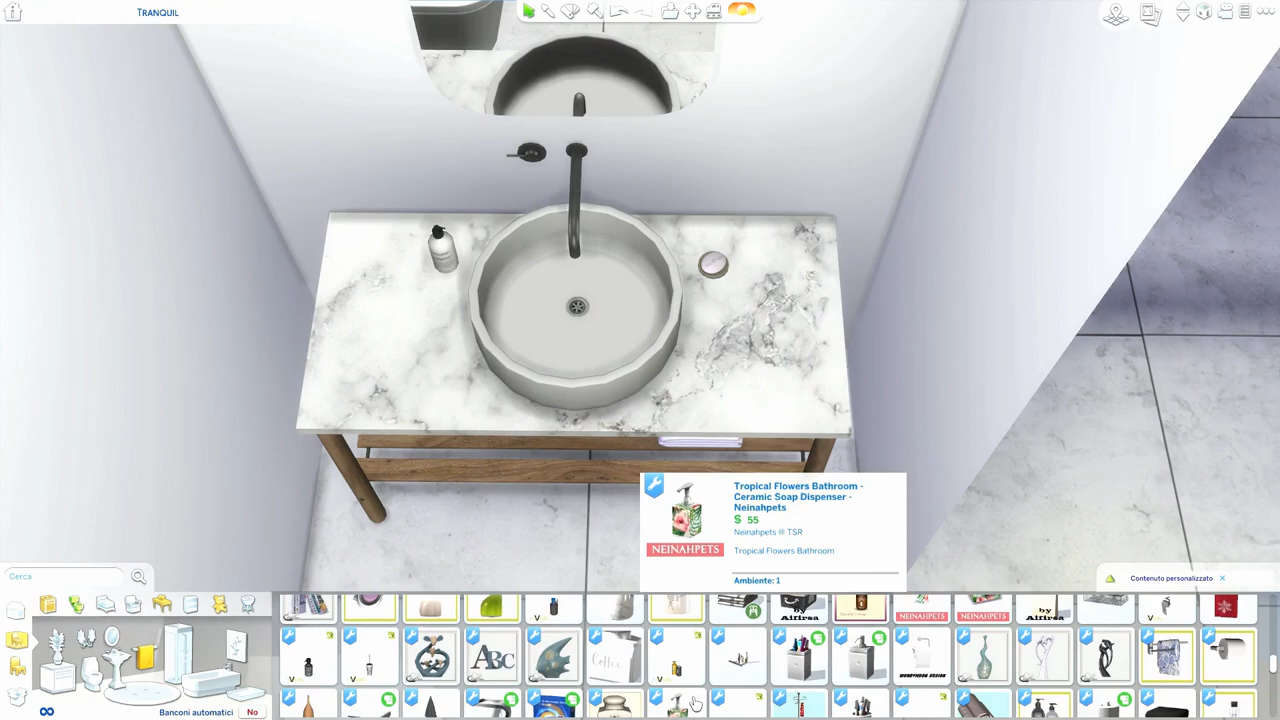 TRANQUIL
Tropical Flowers Bathroom -
Ceramic Soap Dispenser -
Neinahpets
$ 55
Neinahpets @ TSR
NEINAHPETS
Tropical Flowers Bathroom
Ambiente: 1
Cerca
Contenuto personalizzato
by
Airirsa
NEINAHPETS
NEINAHPETS
by
Airirsa
ABC
Coffee
Banconi automatici
No